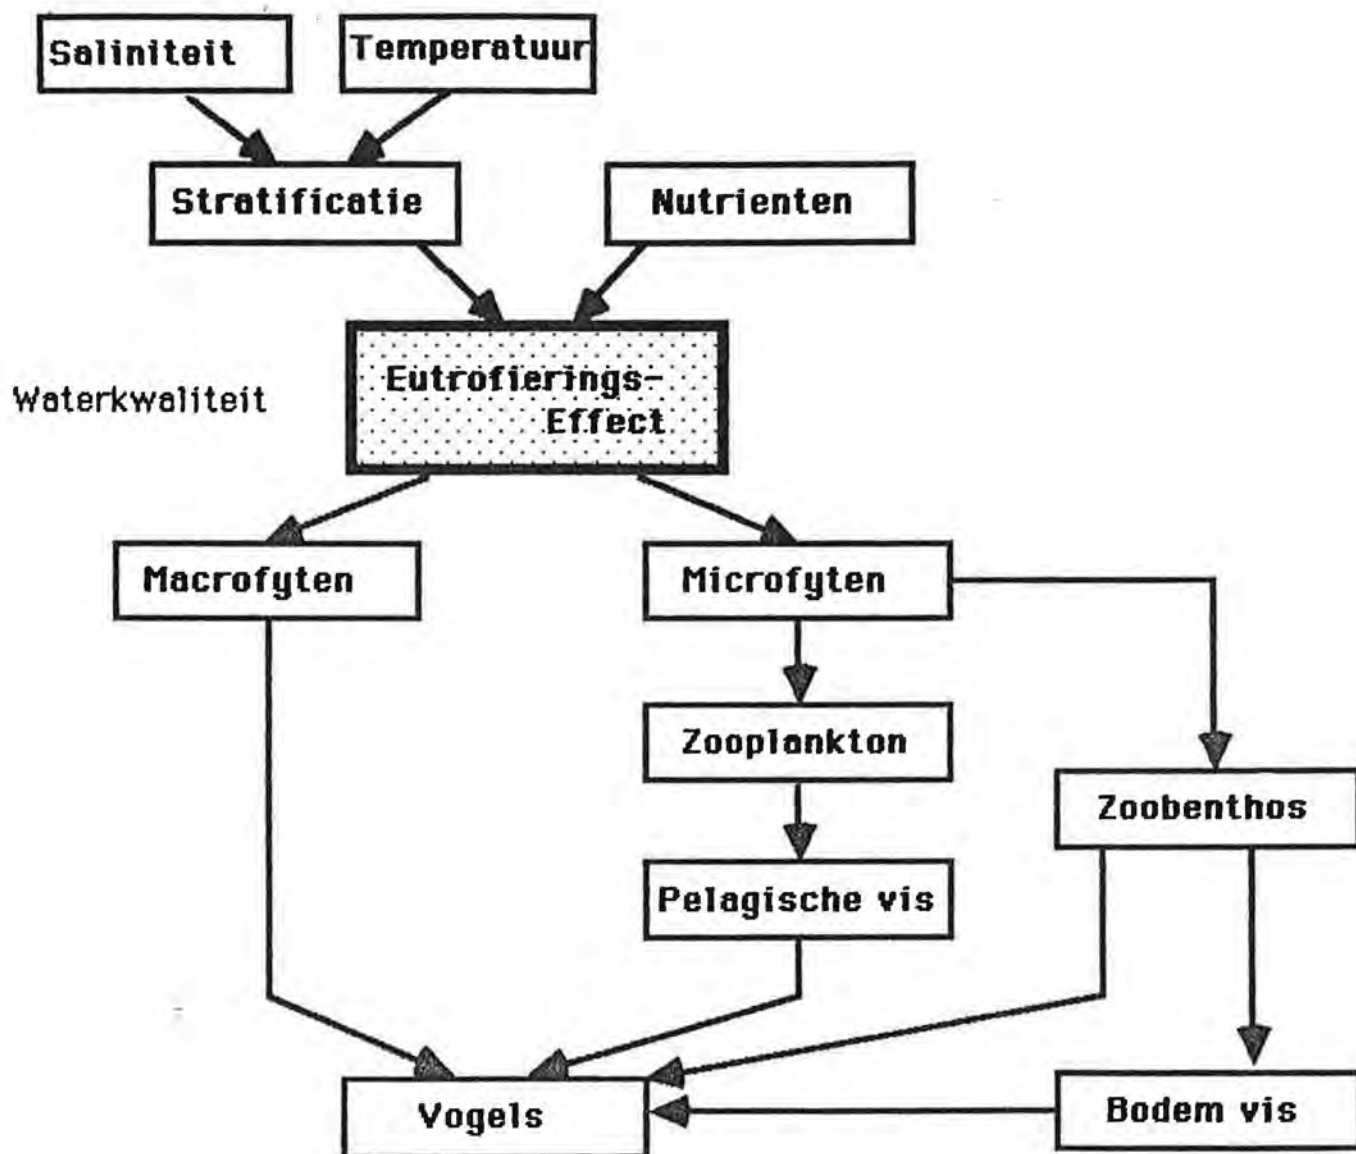 Saliniteit
Temperatuur
Stratificatie
Nutrienten
Waterkwaliteit
Eutrofierings-
Effect
Macrofyten
Microfyten
Zooplankton
Zoobenthos
Pelagische vis
Vogels
Bodem vis